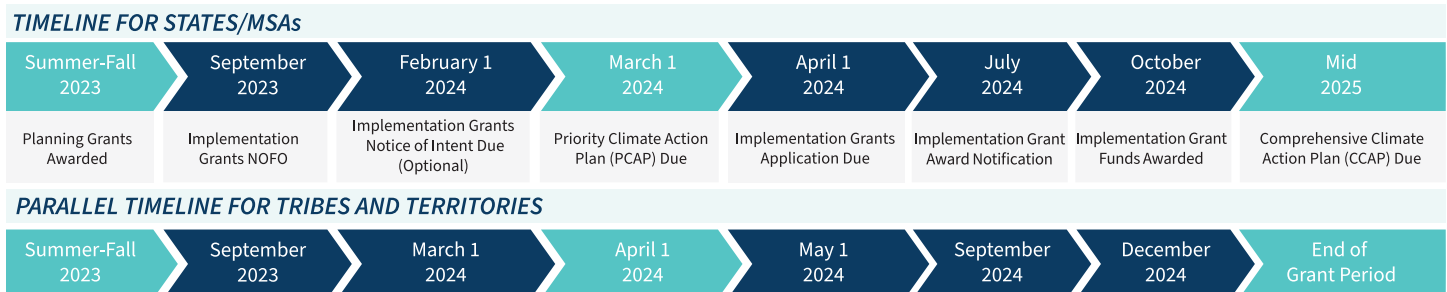 TIMELINE FOR STATES/MSAs
Summer-Fall
2023
September
2023
February 1
2024
March 1
2024
April 1
2024
July
2024
October
2024
Mid
2025
Planning Grants
Awarded
Implementation
Grants NOFO
Implementation Grants
Notice of Intent Due
(Optional)
Priority Climate Action
Plan (PCAP) Due
Implementation Grants
Application Due
Implementation Grant
Award Notification
Implementation Grant
Funds Awarded
Comprehensive Climate
Action Plan (CCAP) Due
PARALLEL TIMELINE FOR TRIBES AND TERRITORIES
Summer-Fall
2023
September
2023
March 1
2024
April 1
2024
May 1
2024
September
2024
December
2024
End of
Grant Period